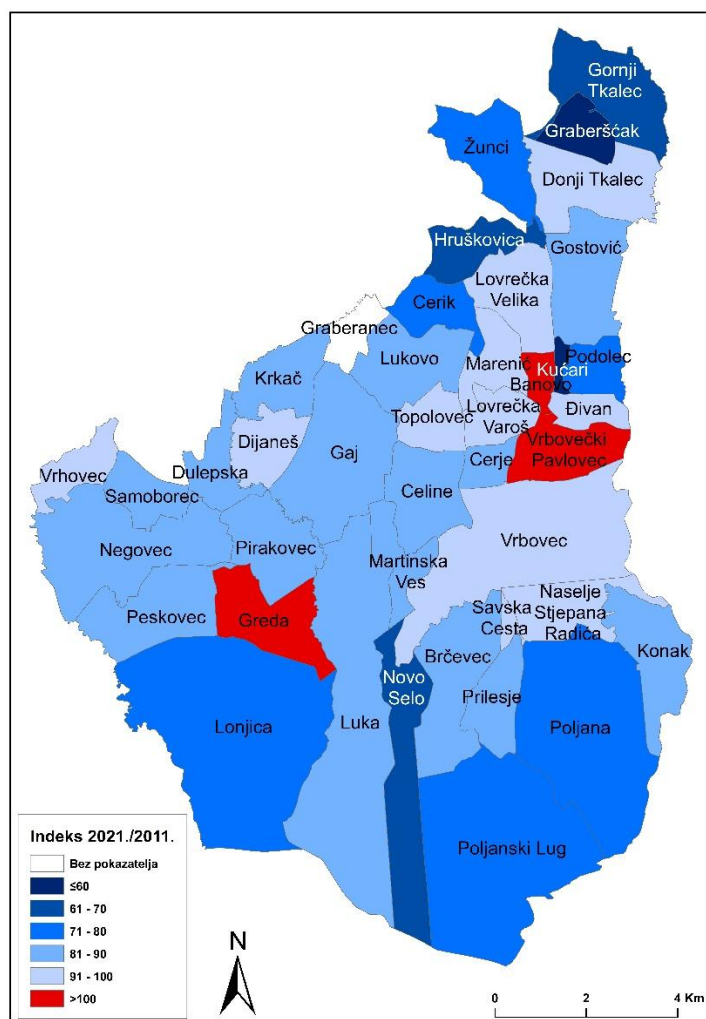 Gornji
Tkalec
Graberšćak
Žunci
Donji Tkalec
Hruškovica
Gostović
Lovrečka
Velika
Cerik
Graberanec
Lukovo
Marenić
Kućari
Podolec
Krkač
Banovo
Topolovec
Lovrečka
Varoš
Đivan
Dijaneš
Gaj
Vrbovečki
Pavlovec
Vrhovec
Dulepska
Cerje
Samoborec
Celine
Negovec
Pirakovec
Vrbovec
Martinska
Ves
Peskovec
Greda
Savska
Cesta
Naselje
Stjepana
Radića
Konak
Brčevec
Novo
Selo
Prilesje
Lonjica
Luka
Poljana
Poljanski Lug
Indeks 2021./2011.
Bez pokazatelja
≤60
61 - 70
71 - 80
81 - 90
91 - 100
>100
N
0 2 4 Km